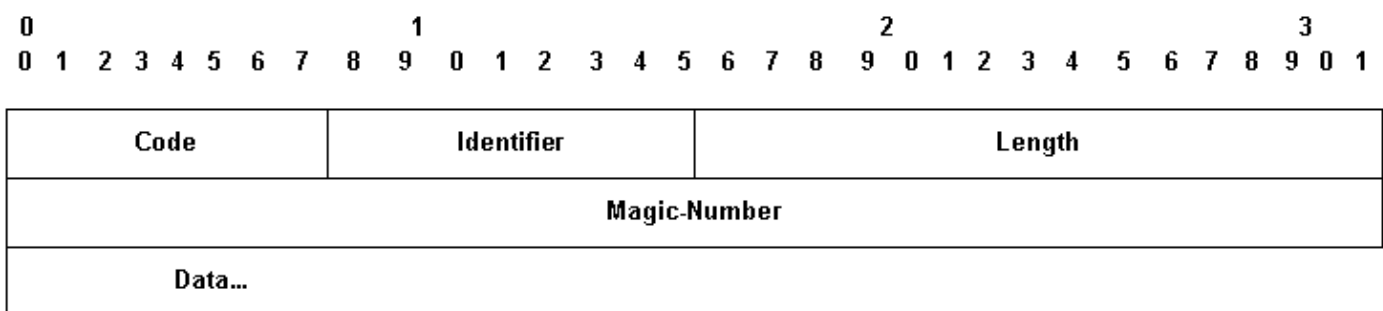 0 1 2 3
0 1 2 3 4 5 6 7 8 9 0 1 2 3 4 5 6 7 8 9 0 1 2 3 4 5 6 7 8 9 0 1
Code Identifier Length
Magic-Number
Data...